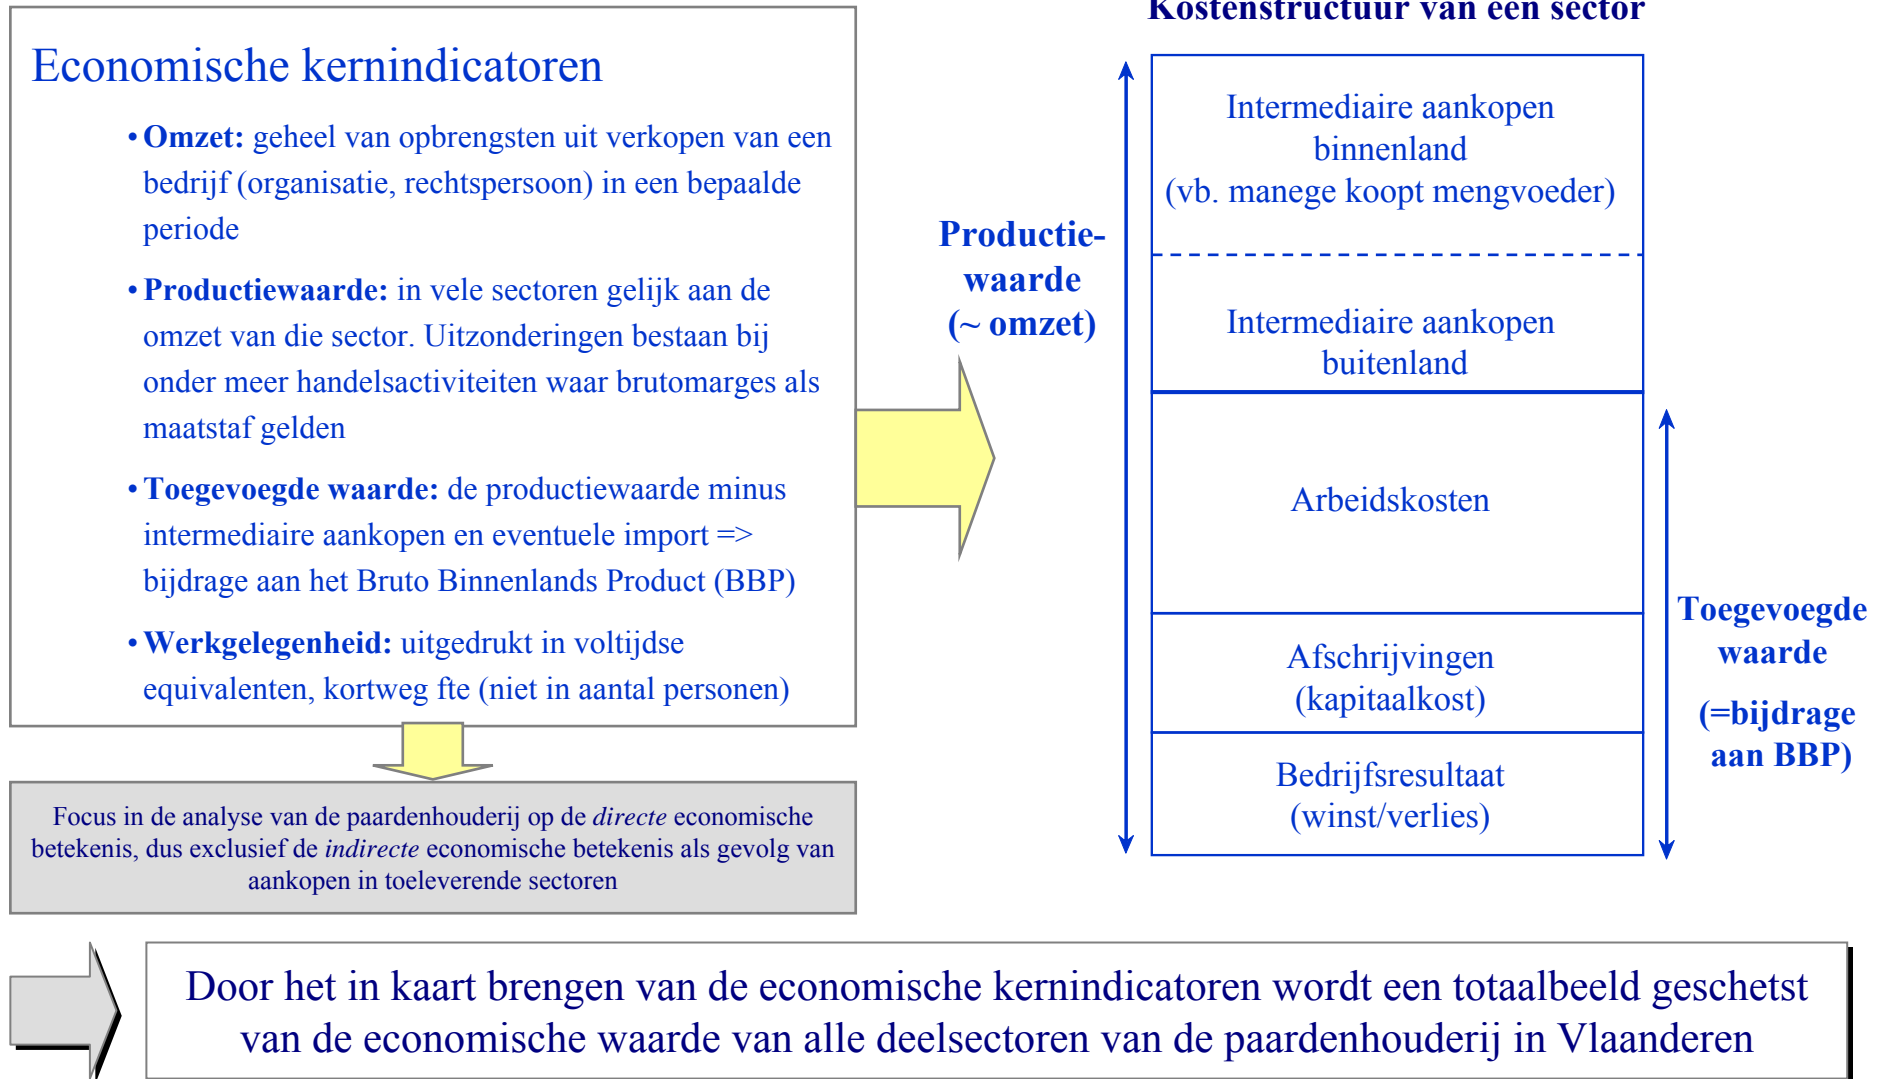 Economische kernindicatoren
• Omzet: geheel van opbrengsten uit verkopen van een
bedrijf (organisatie, rechtspersoon) in een bepaalde
periode
• Productiewaarde: in vele sectoren gelijk aan de
omzet van die sector. Uitzonderingen bestaan bij
onder meer handelsactiviteiten waar brutomarges als
maatstaf gelden
• Toegevoegde waarde: de productiewaarde minus
intermediaire aankopen en eventuele import =>
bijdrage aan het Bruto Binnenlands Product (BBP)
• Werkgelegenheid: uitgedrukt in voltijdse
equivalenten, kortweg fte (niet in aantal personen)
Focus in de analyse van de paardenhouderij op de directe economische
betekenis, dus exclusief de indirecte economische betekenis als gevolg van
aankopen in toeleverende sectoren
Kostenstructuur van een sector
Productie-
waarde
(~ omzet)
Intermediaire aankopen
binnenland
(vb. manege koopt mengvoeder)
Intermediaire aankopen
buitenland
Arbeidskosten
Afschrijvingen
(kapitaalkost)
Bedrijfsresultaat
(winst/verlies)
Toegevoegde
waarde
(=bijdrage
aan BBP)
Door het in kaart brengen van de economische kernindicatoren wordt een totaalbeeld geschetst
van de economische waarde van alle deelsectoren van de paardenhouderij in Vlaanderen